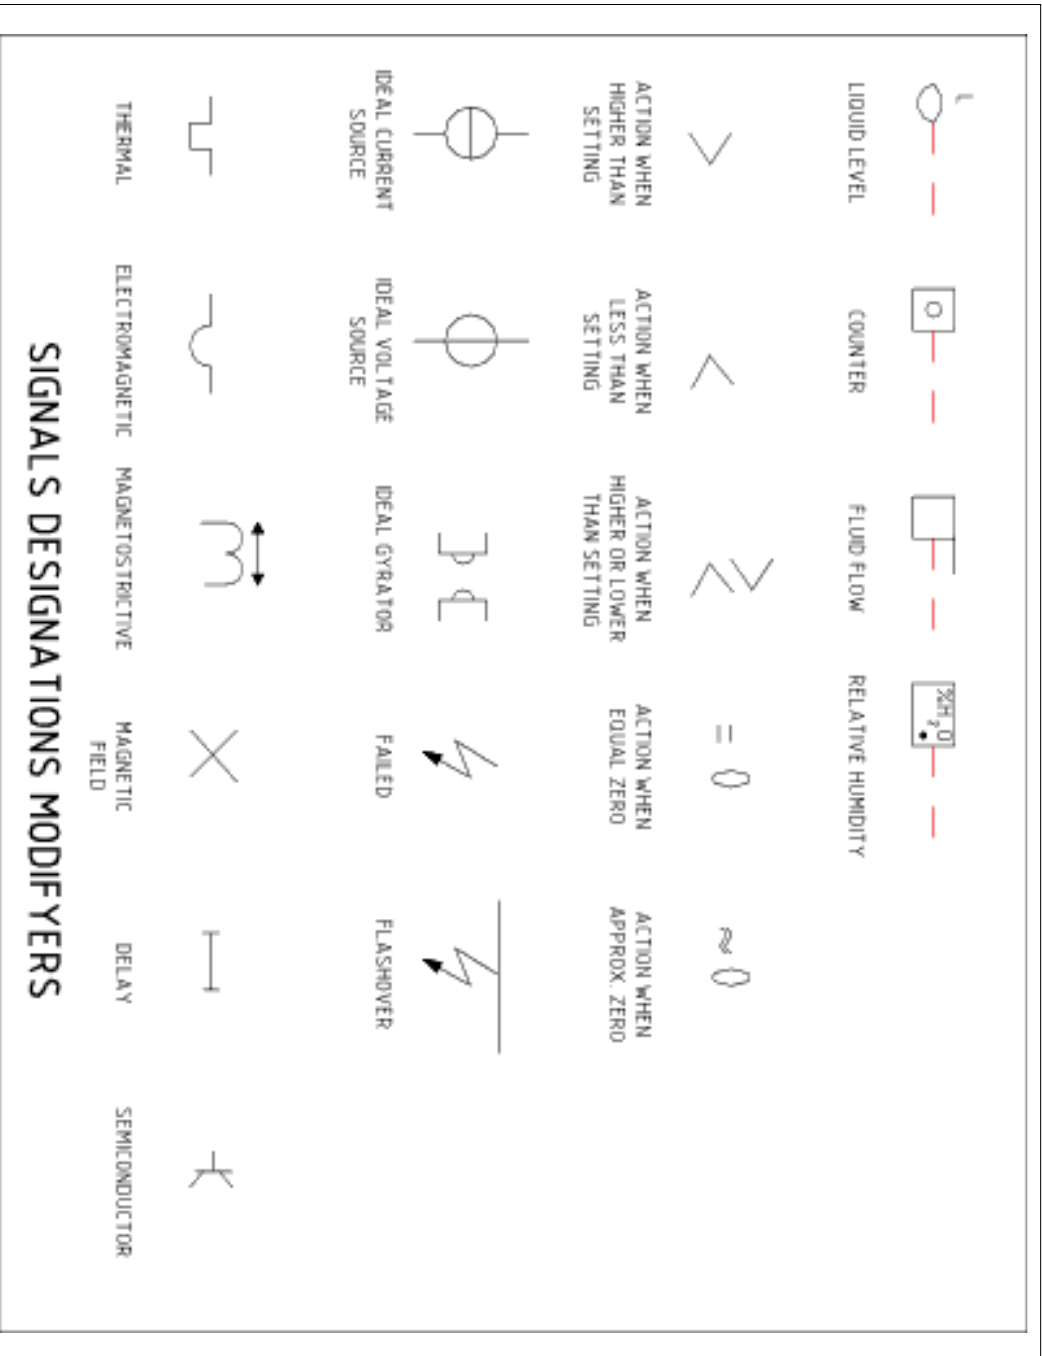 %H2O
LIQUID LEVEL
COUNTER
FLUID FLOW
RELATIVE HUMIDITY
>
<
><
= 0
≈ 0
ACTION WHEN
HIGHER THAN
SETTING
ACTION WHEN
LESS THAN
SETTING
ACTION WHEN
HIGHER OR LOWER
THAN SETTING
ACTION WHEN
EQUAL ZERO
ACTION WHEN
APPROX. ZERO
IDEAL CURRENT
SOURCE
IDEAL VOLTAGE
SOURCE
IDEAL GYRATOR
FAILED
FLASHOVER
THERMAL
ELECTROMAGNETIC
MAGNETOSTRICTIVE
MAGNETIC
FIELD
DELAY
SEMICONDUCTOR
SIGNALS DESIGNATIONS MODIFYERS